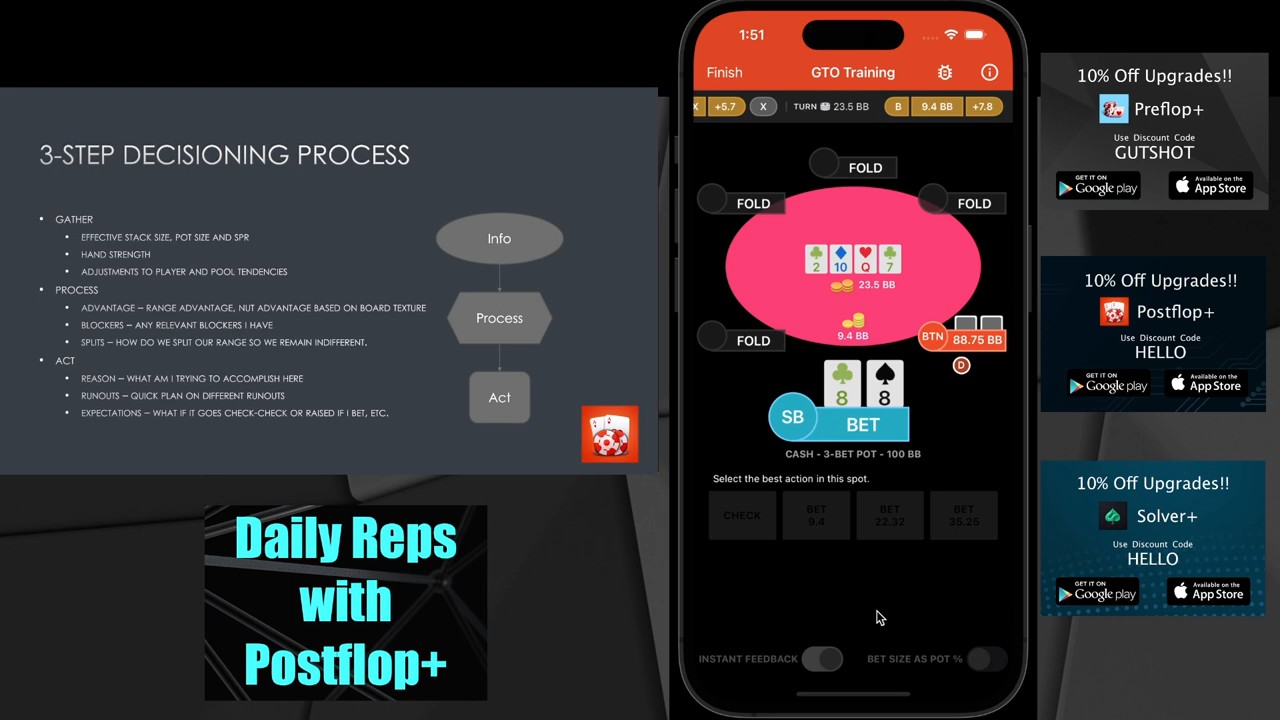 3-STEP DECISIONING PROCESS
• GATHER
• EFFECTIVE STACK SIZE, POT SIZE AND SPR
• HAND STRENGTH
• ADJUSTMENTS TO PLAYER AND POOL TENDENCIES
• PROCESS
• ADVANTAGE – RANGE ADVANTAGE, NUT ADVANTAGE BASED ON BOARD TEXTURE
• BLOCKERS – ANY RELEVANT BLOCKERS I HAVE
• SPLITS – HOW DO WE SPLIT OUR RANGE SO WE REMAIN INDIFFERENT.
• ACT
• REASON – WHAT AM I TRYING TO ACCOMPLISH HERE
• RUNOUTS – QUICK PLAN ON DIFFERENT RUNOUTS
• EXPECTATIONS – WHAT IF IT GOES CHECK-CHECK OR RAISED IF I BET, ETC.
Info
Process
Act
Daily Reps
with
Postflop+
1:51
Finish GTO Training
X +5.7 X TURN 23.5 BB B 9.4 BB +7.8
FOLD
FOLD FOLD
2 10 Q 7
23.5 BB
9.4 BB
FOLD BTN 88.75 BB
D
8 8
SB BET
CASH - 3-BET POT - 100 BB
Select the best action in this spot.
CHECK BET 9.4 BET 22.32 BET 35.25
INSTANT FEEDBACK BET SIZE AS POT %
10% Off Upgrades!!
Preflop+
Use Discount Code
GUTSHOT
GET IT ON Google play Available on the App Store
10% Off Upgrades!!
Postflop+
Use Discount Code
HELLO
GET IT ON Google play Available on the App Store
10% Off Upgrades!!
Solver+
Use Discount Code
HELLO
GET IT ON Google play Available on the App Store